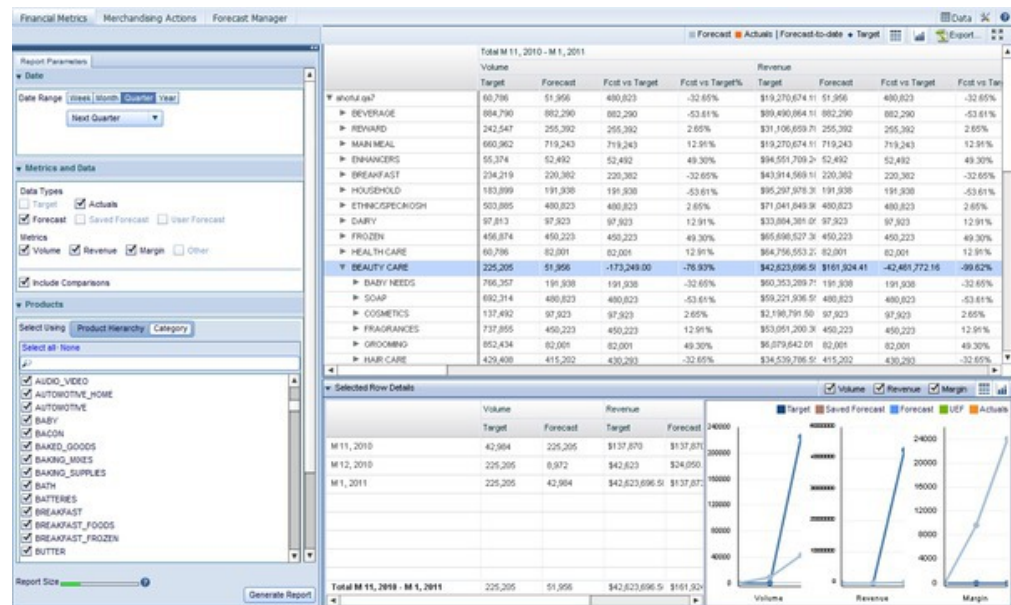 Financial Metrics Merchandising Actions Forecast Manager Data
Forecast Actuals | Forecast-to-date Target Export...
Report Parameters
Date
Date Range Week Month Quarter Year
Next Quarter
Metrics and Data
Data Types
Target Actuals
Forecast Saved Forecast User Forecast
Metrics
Volume Revenue Margin Other
Include Comparisons
Products
Select Using Product Hierarchy Category
Select all- None
AUDIO_VIDEO
AUTOMOTIVE_HOME
AUTOMOTIVE
BABY
BACON
BAKED_GOODS
BAKING_MIXES
BAKING_SUPPLIES
BATH
BATTERIES
BREAKFAST
BREAKFAST_FOODS
BREAKFAST_FROZEN
BUTTER
Report Size
Generate Report
Total M 11, 2010 - M 1, 2011
Volume Revenue
Target Forecast Fcst vs Target Fcst vs Target% Target Forecast Fcst vs Target Fcst vs
60,786 51,956 480,823 -32.65% 51,956 480,823 -32.65%
BEVERAGE 884,790 882,290 882,290 -53.61% 882,290 882,290 -53.61%
REWARD 242,547 255,392 255,392 2.65% 255,392 255,392 2.65%
MAIN MEAL 660,962 719,243 719,243 12.91% 719,243 719,243 12.91%
ENHANCERS 55,374 52,492 52,492 49.30% 52,492 52,492 49.30%
BREAKFAST 234,219 220,382 220,382 -32.65% 220,382 220,382 -32.65%
HOUSEHOLD 183,899 191,938 191,938 -53.61% 191,938 191,938 -53.61%
ETHNIC/SPEC/KOSH 503,885 480,823 480,823 2.65% 480,823 480,823 2.65%
DAIRY 97,813 97,923 97,923 12.91% 97,923 97,923 12.91%
FROZEN 456,874 450,223 450,223 49.30% 450,223 450,223 49.30%
HEALTH CARE 60,786 82,001 82,001 12.91% 82,001 82,001 12.91%
BEAUTY CARE 225,205 51,956 -173,249.00 -76.93% $161,924.41 -42,461,772.16 -99.62%
BABY NEEDS 766,357 191,938 191,938 -32.65% 191,938 191,938 -32.65%
SOAP 692,314 480,823 480,823 -53.61% 480,823 480,823 -53.61%
COSMETICS 137,492 97,923 97,923 2.65% $2,198,791.50 97,923 97,923 2.65%
FRAGRANCES 737,855 450,223 450,223 12.91% 450,223 450,223 12.91%
GROOMING 852,434 82,001 82,001 49.30% $6,079,642.01 82,001 82,001 49.30%
HAIR CARE 429,408 415,202 430,293 -32.65% 415,202 430,293 -32.65%
Selected Row Details Volume Revenue Margin
Volume Revenue
Target Forecast Target Forecast
M 11, 2010 42,984 225,205 $137,870
M 12, 2010 225,205 8,972 $42,623 $24,050.
M 1, 2011 225,205 42,984
Total M 11, 2010 - M 1, 2011 225,205 51,956
Target Saved Forecast Forecast UEF Actuals
240000
200000
160000
120000
80000
40000
0
Volume
0
Revenue
24000
20000
16000
12000
8000
4000
0
Margin